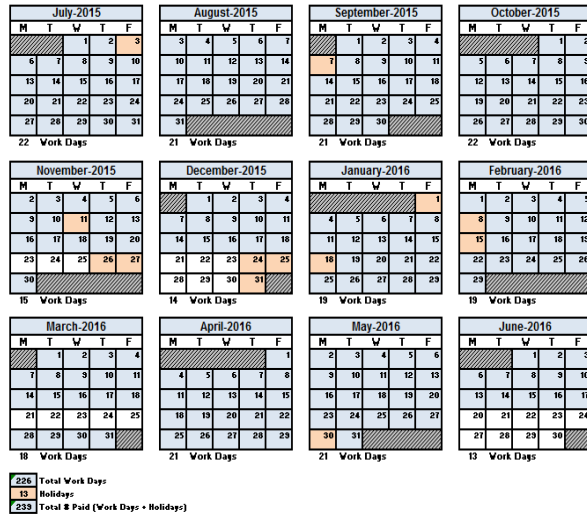 July-2015 August-2015 September-2015 October-2015
M T W T F M T W T F M T W T F M T W T F
1 2 3 3 4 5 6 7 1 2 3 4 1 2
6 7 8 9 10 10 11 12 13 14 7 8 9 10 11 5 6 7 8 9
13 14 15 16 17 17 18 19 20 21 14 15 16 17 18 12 13 14 15 16
20 21 22 23 24 24 25 26 27 28 21 22 23 24 25 19 20 21 22 23
27 28 29 30 31 31 28 29 30 26 27 28 29 30
22 Work Days 21 Work Days 21 Work Days 22 Work Days
November-2015 December-2015 January-2016 February-2016
M T W T F M T W T F M T W T F M T W T F
2 3 4 5 6 1 2 3 4 1 1 2 3 4 5
9 10 11 12 13 7 8 9 10 11 4 5 6 7 8 8 9 10 11 12
16 17 18 19 20 14 15 16 17 18 11 12 13 14 15 15 16 17 18 19
23 24 25 26 27 21 22 23 24 25 18 19 20 21 22 22 23 24 25 26
30 28 29 30 31 25 26 27 28 29 29
15 Work Days 14 Work Days 19 Work Days 19 Work Days
March-2016 April-2016 May-2016 June-2016
M T W T F M T W T F M T W T F M T W T F
1 2 3 4 1 2 3 4 5 6 1 2 3
7 8 9 10 11 4 5 6 7 8 9 10 11 12 13 6 7 8 9 10
14 15 16 17 18 11 12 13 14 15 16 17 18 19 20 13 14 15 16 17
21 22 23 24 25 18 19 20 21 22 23 24 25 26 27 20 21 22 23 24
28 29 30 31 25 26 27 28 29 30 31 27 28 29 30
18 Work Days 21 Work Days 21 Work Days 13 Work Days
226 Total Work Days
13 Holidays
239 Total # Paid (Work Days + Holidays)